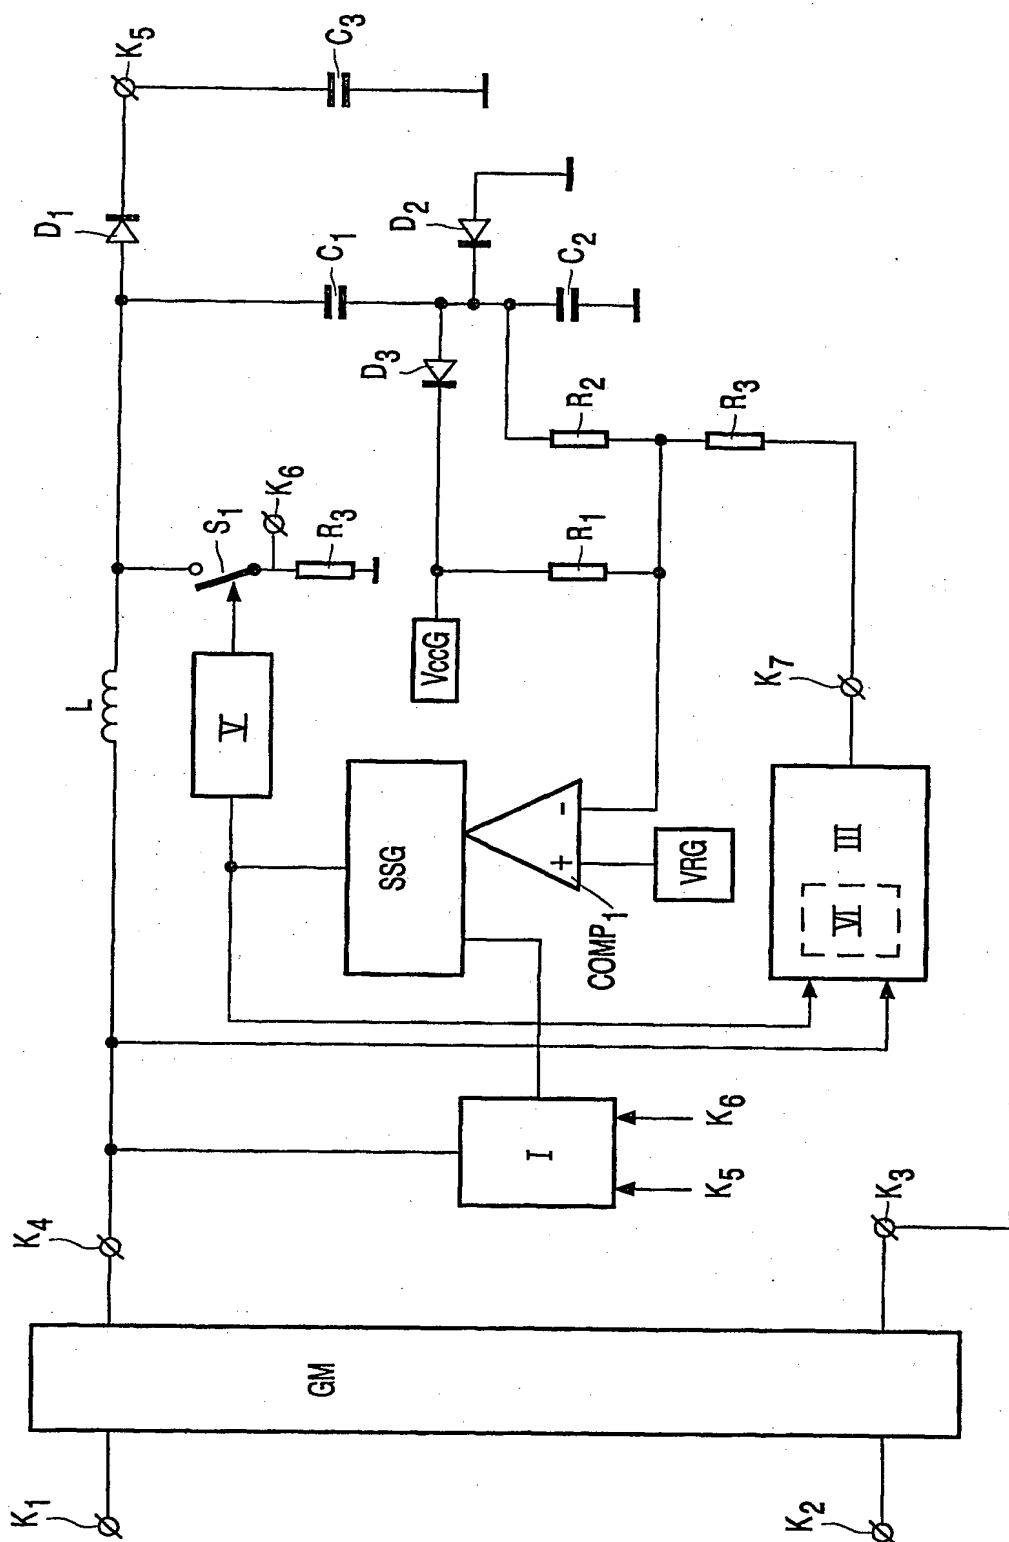 K1
K2
GM
K4
K3
I
K5
K6
L
V
SSG
COMP1
+
-
VRG
III
VI
K7
S1
K6
R3
VccG
R1
R2
R3
D3
D1
C1
D2
C2
K5
C3